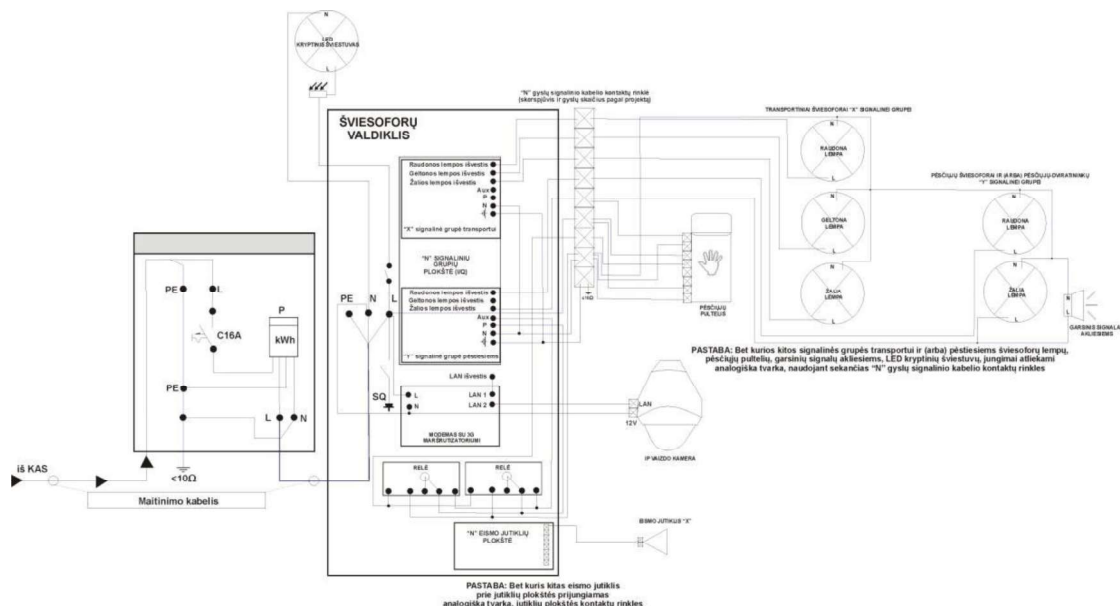 N
LED
KRYPTINIS ŠVIESTUVAS
L
"N" gyslų signalinio kabelio kontaktų rinklė
(skerspjūvis ir gyslų skaičius pagal projektą)
TRANSPORTINIAI ŠVIESOFORAI "X" SIGNALINEI GRUPEI
ŠVIESOFORŲ
VALDIKLIS
N
RAUDONA
LEMPA
L
Raudonos lempos išvestis
Geltonos lempos išvestis
Žalios lempos išvestis
Aux
P
N
"X" signalinė grupė transportui
PĖSČIŲJŲ ŠVIESOFORAI IR (ARBA) PĖSČIŲJŲ-DVIRATININKŲ
"Y" SIGNALINEI GRUPEI
N
GELTONA
LEMPA
L
N
RAUDONA
LEMPA
L
"N" SIGNALINIŲ
GRUPIŲ
PLOKŠTĖ (I/Q)
N
ŽALIA
LEMPA
L
N
ŽALIA
LEMPA
L
N
L
GARSINIS SIGNALA
AKLIESIEMS
PĖSČIŲJŲ
PULTELIS
<10Ω
PE
L
P
C16A
kWh
PE
L
N
<10Ω
iš KAS
Maitinimo kabelis
PE
N
L
Raudonos lempos išvestis
Geltonos lempos išvestis
Žalios lempos išvestis
Aux
P
N
"Y" signalinė grupė pėstiesiems
PASTABA: Bet kurios kitos signalinės grupės transportui ir (arba) pėstiesiems šviesoforų lempų,
pėsčiųjų pultelių, garsinių signalų akliesiems, LED kryptinių šviestuvų, jungimai atliekami
analogiška tvarka, naudojant sekančias "N" gyslų signalinio kabelio kontaktų rinkles
LAN išvestis
SQ
L
N
LAN 1
LAN 2
MODEMAS SU 3G
MARŠRUTIZATORIUMI
LAN
12V
IP VAIZDO KAMERA
RELĖ
RELĖ
"N" EISMO JUTIKLIŲ
PLOKŠTĖ
EISMO JUTIKLIS "X"
PASTABA: Bet kuris kitas eismo jutiklis
prie jutiklių plokštės prijungiamas
analogiška tvarka, jutiklių plokštės kontaktų rinkles